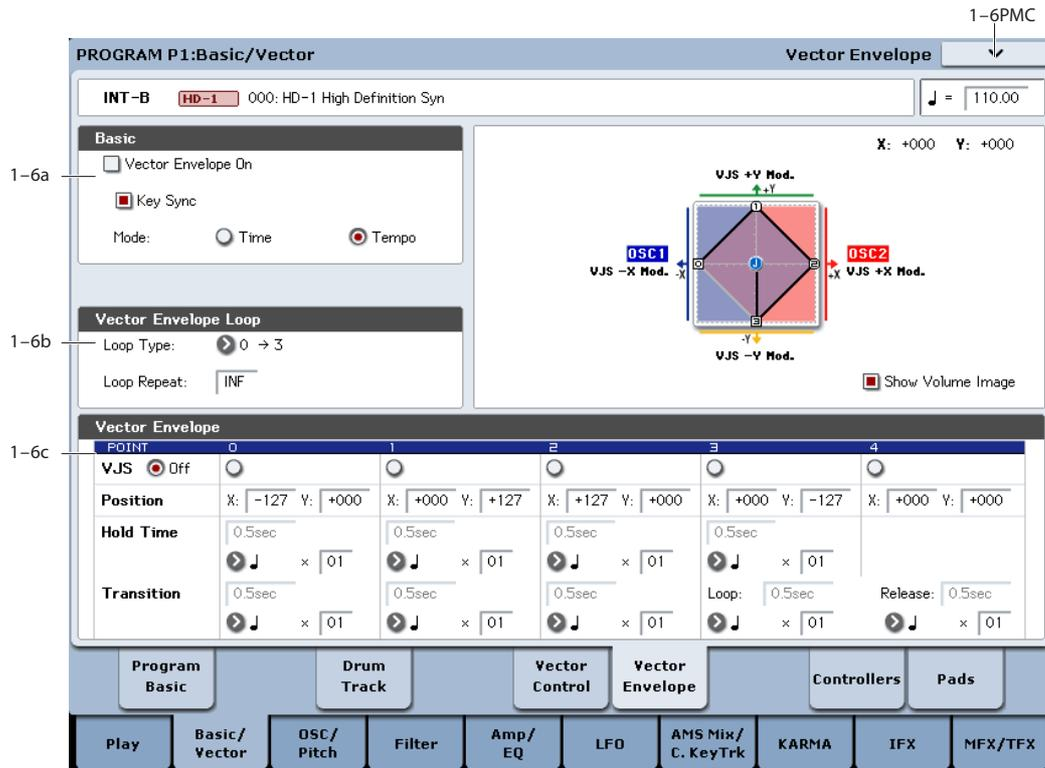 1–6PMC
PROGRAM P1:Basic/Vector Vector Envelope
INT-B HD-1 000: HD-1 High Definition Syn ♩ = 110.00
Basic
X: +000 Y: +000
1–6a
Vector Envelope On
Key Sync
Mode: Time Tempo
VJS +Y Mod.
+Y
1
OSC1 OSC2
0 J 2
VJS -X Mod. -X +X VJS +X Mod.
3
-Y
VJS -Y Mod.
Show Volume Image
Vector Envelope Loop
1–6b
Loop Type: 0 → 3
Loop Repeat: INF
Vector Envelope
1–6c
POINT 0 1 2 3 4
VJS Off
Position X: -127 Y: +000 X: +000 Y: +127 X: +127 Y: +000 X: +000 Y: -127 X: +000 Y: +000
Hold Time 0.5sec 0.5sec 0.5sec 0.5sec
♩ × 01 ♩ × 01 ♩ × 01 ♩ × 01
Transition 0.5sec 0.5sec 0.5sec Loop: 0.5sec Release: 0.5sec
♩ × 01 ♩ × 01 ♩ × 01 ♩ × 01 ♩ × 01
Program Basic
Drum Track
Vector Control
Vector Envelope
Controllers
Pads
Play
Basic/ Vector
OSC/ Pitch
Filter
Amp/ EQ
LFO
AMS Mix/ C. KeyTrk
KARMA
IFX
MFX/TFX